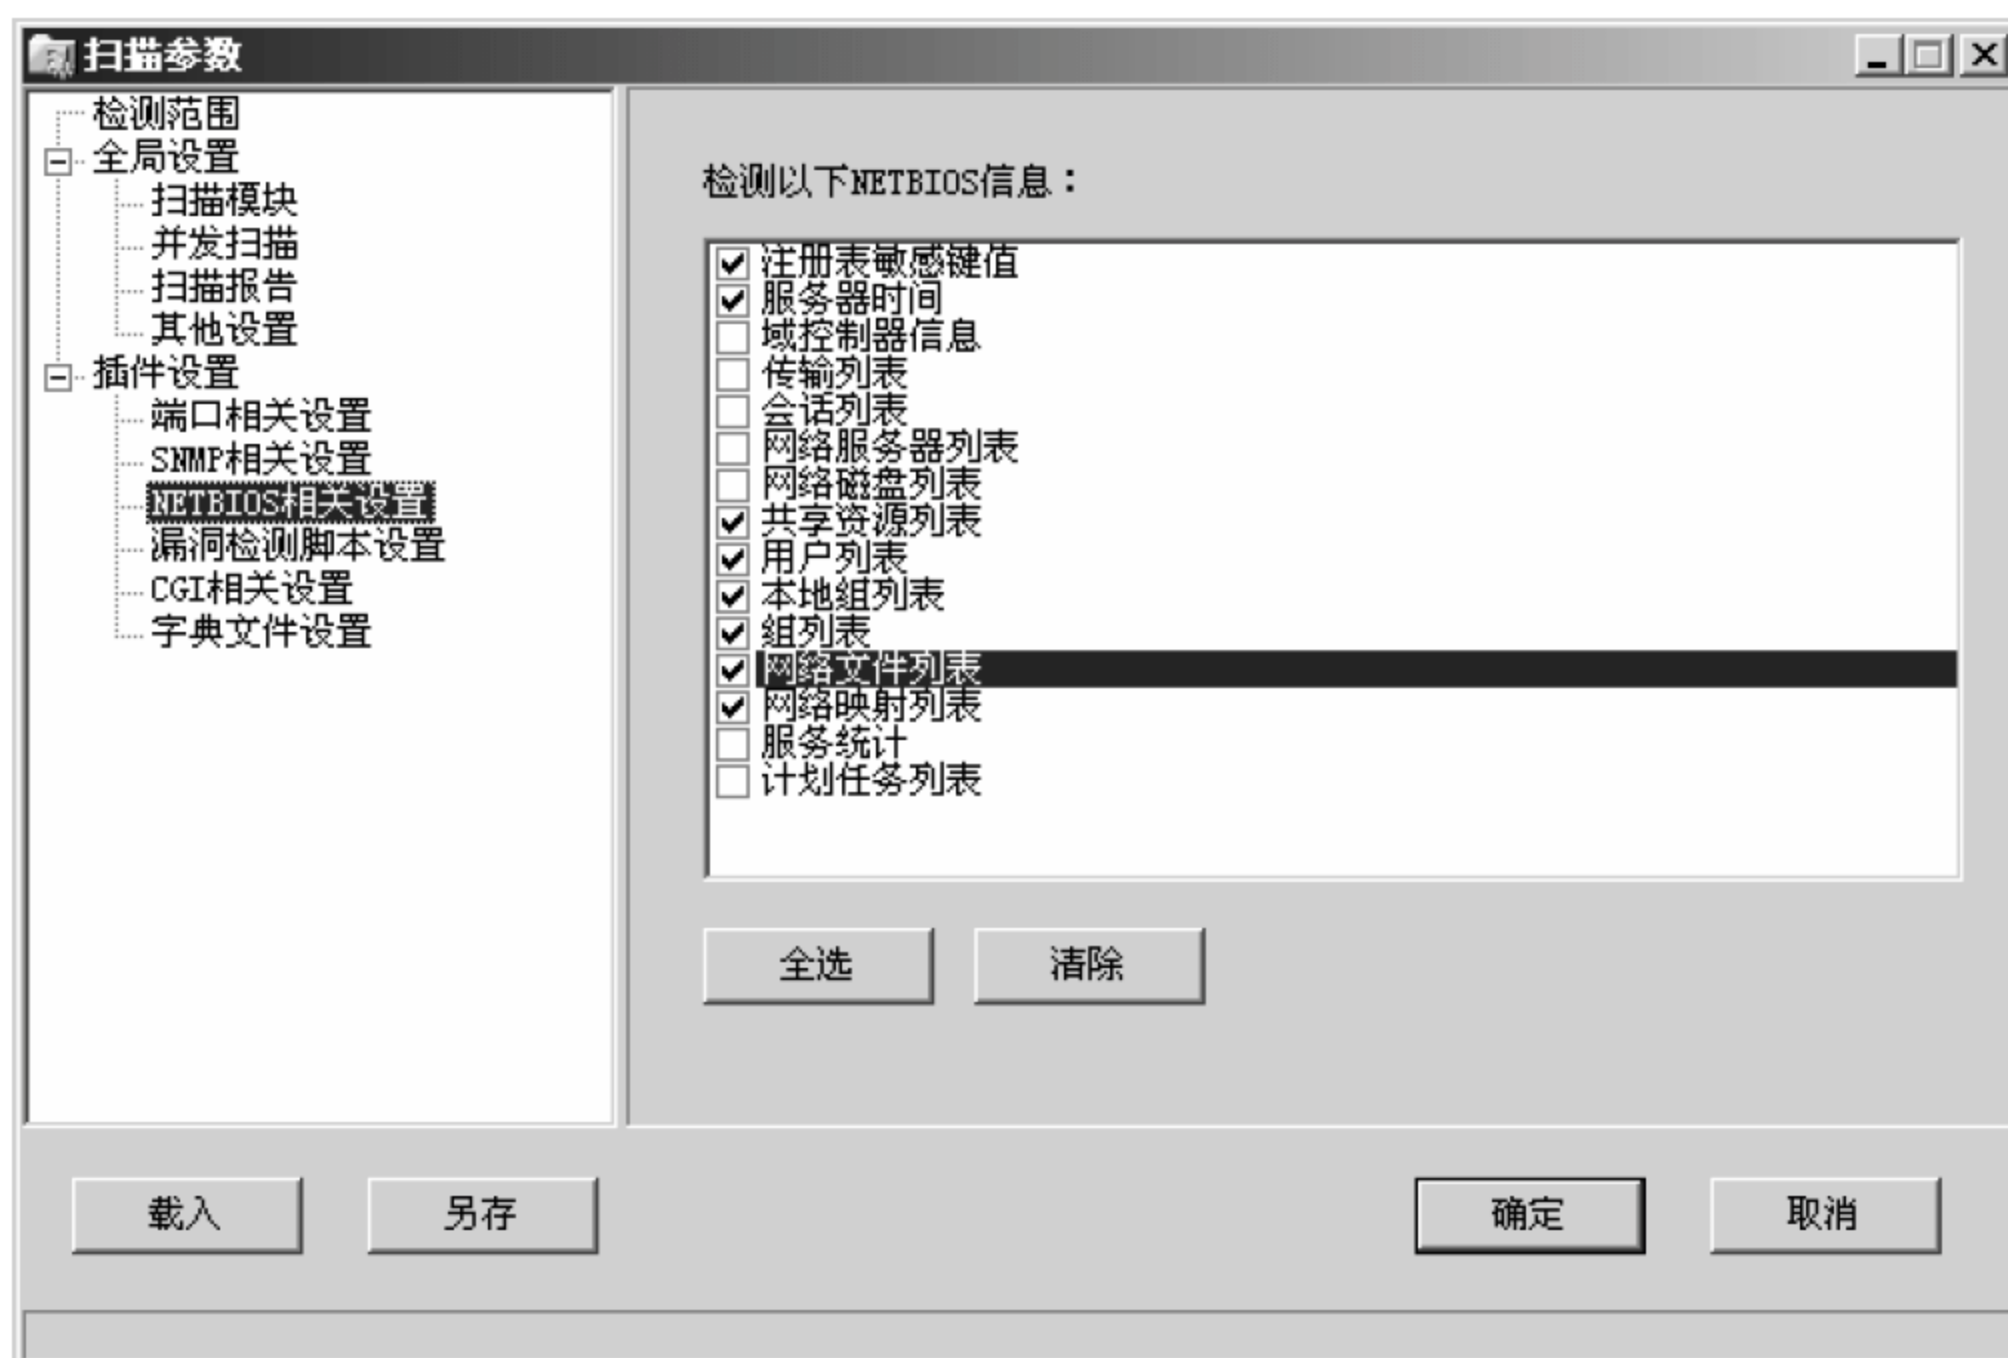 扫描参数
检测范围
全局设置
扫描模块
并发扫描
扫描报告
其他设置
插件设置
端口相关设置
SNMP相关设置
NETBIOS相关设置
漏洞检测脚本设置
CGI相关设置
字典文件设置
检测以下NETBIOS信息：
注册表敏感键值
服务器时间
域控制器信息
传输列表
会话列表
网络服务器列表
网络磁盘列表
共享资源列表
用户列表
本地组列表
组列表
网络文件列表
网络映射列表
服务统计
计划任务列表
全选 清除
载入 另存 确定 取消